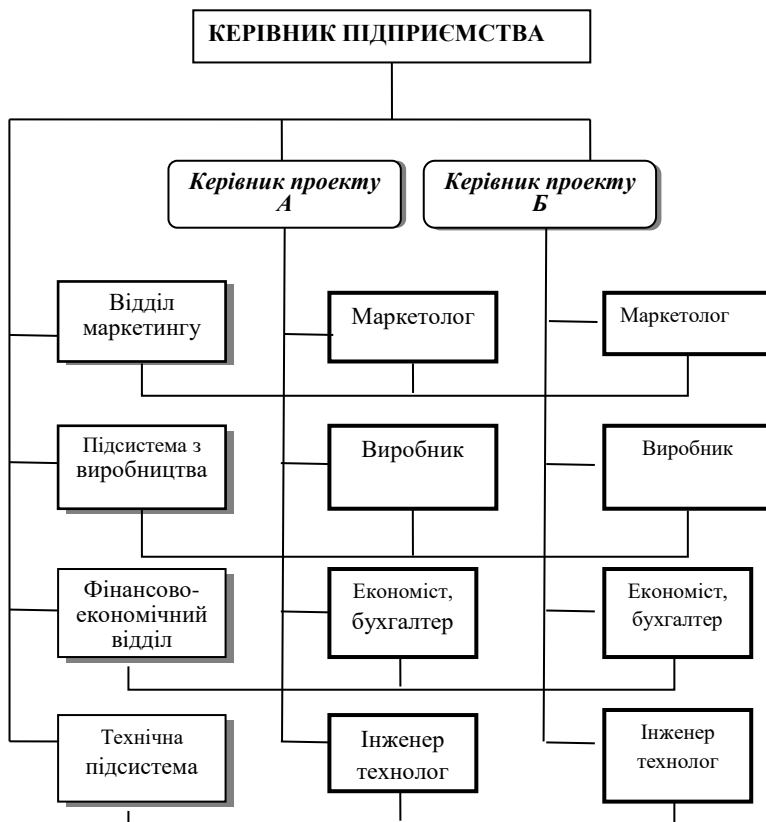 КЕРІВНИК ПІДПРИЄМСТВА
Керівник проекту
А
Керівник проекту
Б
Відділ
маркетингу
Маркетолог
Маркетолог
Підсистема з
виробництва
Виробник
Виробник
Фінансово-
економічний
відділ
Економіст,
бухгалтер
Економіст,
бухгалтер
Технічна
підсистема
Інженер
технолог
Інженер
технолог